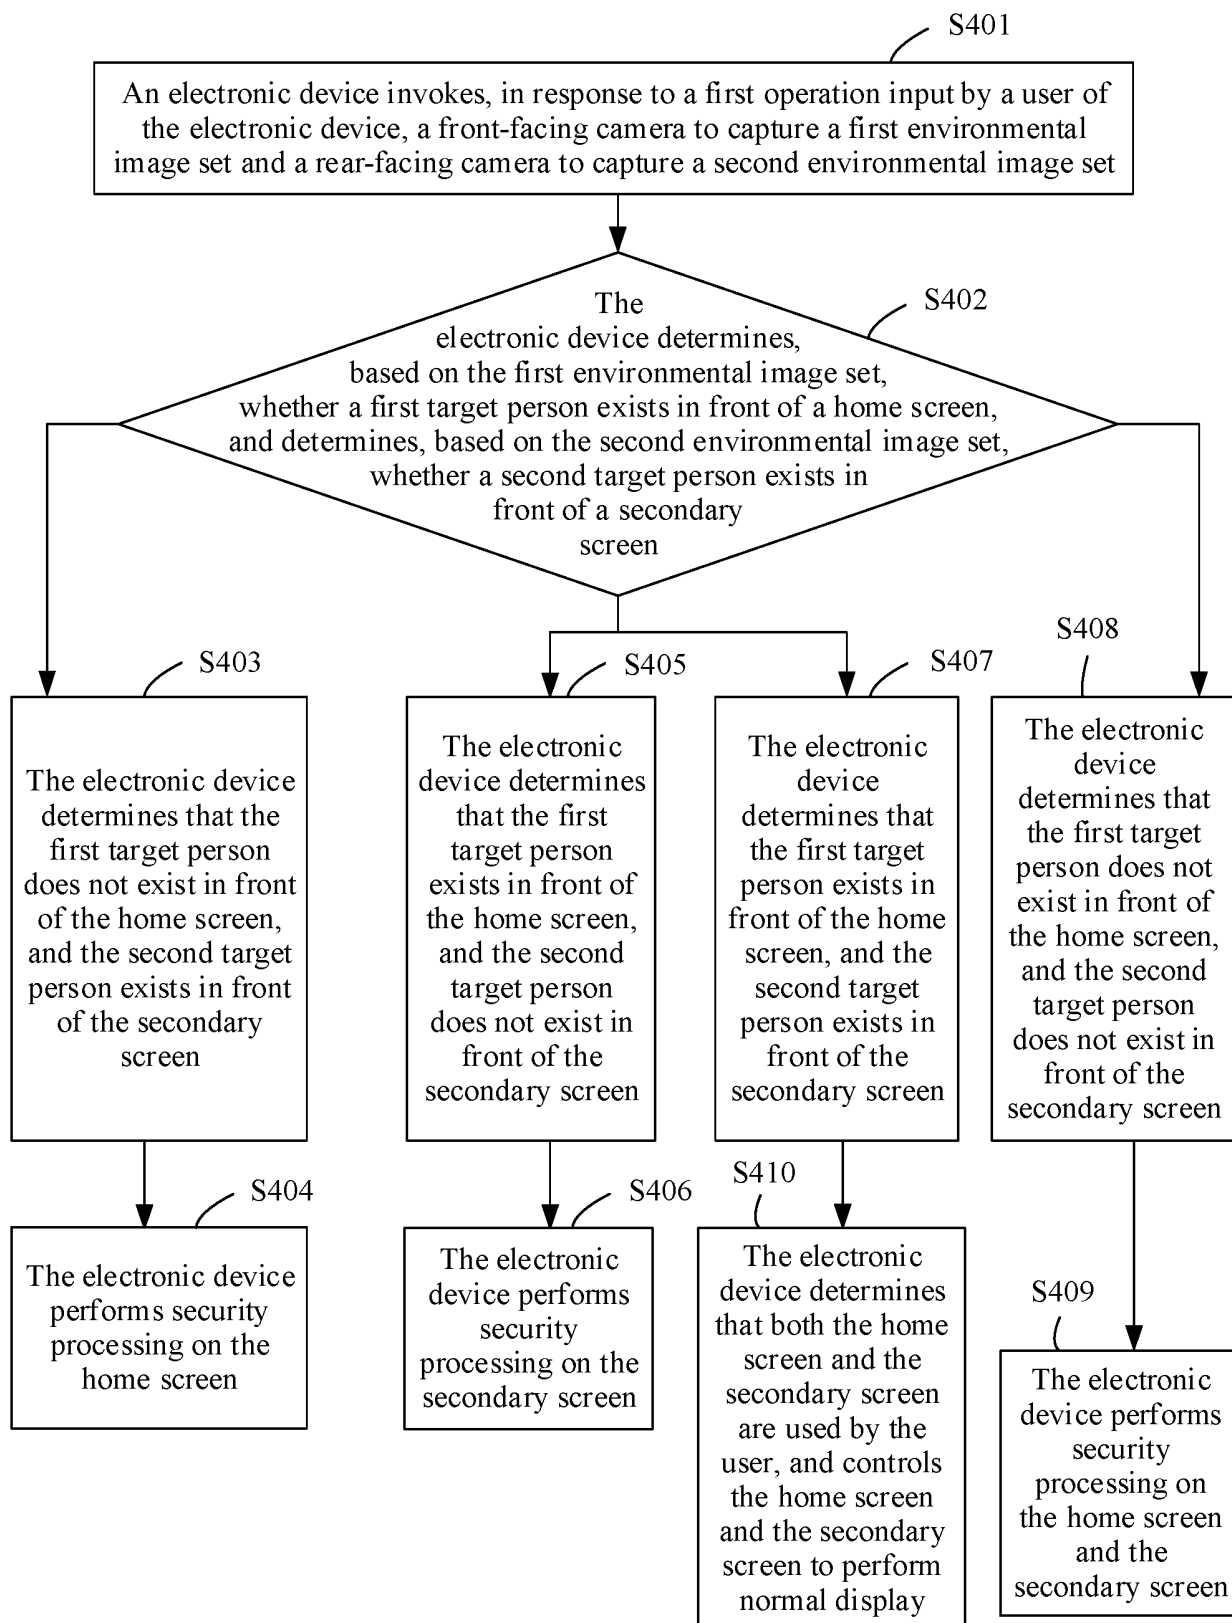 S401
An electronic device invokes, in response to a first operation input by a user of
the electronic device, a front-facing camera to capture a first environmental
image set and a rear-facing camera to capture a second environmental image set
S402
The
electronic device determines,
based on the first environmental image set,
whether a first target person exists in front of a home screen,
and determines, based on the second environmental image set,
whether a second target person exists in
front of a secondary
screen
S403
The electronic device
determines that the
first target person
does not exist in front
of the home screen,
and the second target
person exists in front
of the secondary
screen
S405
The electronic
device determines
that the first
target person
exists in front of
the home screen,
and the second
target person
does not exist in
front of the
secondary screen
S407
The electronic
device
determines that
the first target
person exists in
front of the home
screen, and the
second target
person exists in
front of the
secondary screen
S408
The electronic
device
determines that
the first target
person does not
exist in front of
the home screen,
and the second
target person
does not exist in
front of the
secondary screen
S404
The electronic device
performs security
processing on the
home screen
S406
The electronic
device performs
security
processing on the
secondary screen
S410
The electronic
device determines
that both the home
screen and the
secondary screen
are used by the
user, and controls
the home screen
and the secondary
screen to perform
normal display
S409
The electronic
device performs
security
processing on
the home screen
and the
secondary screen